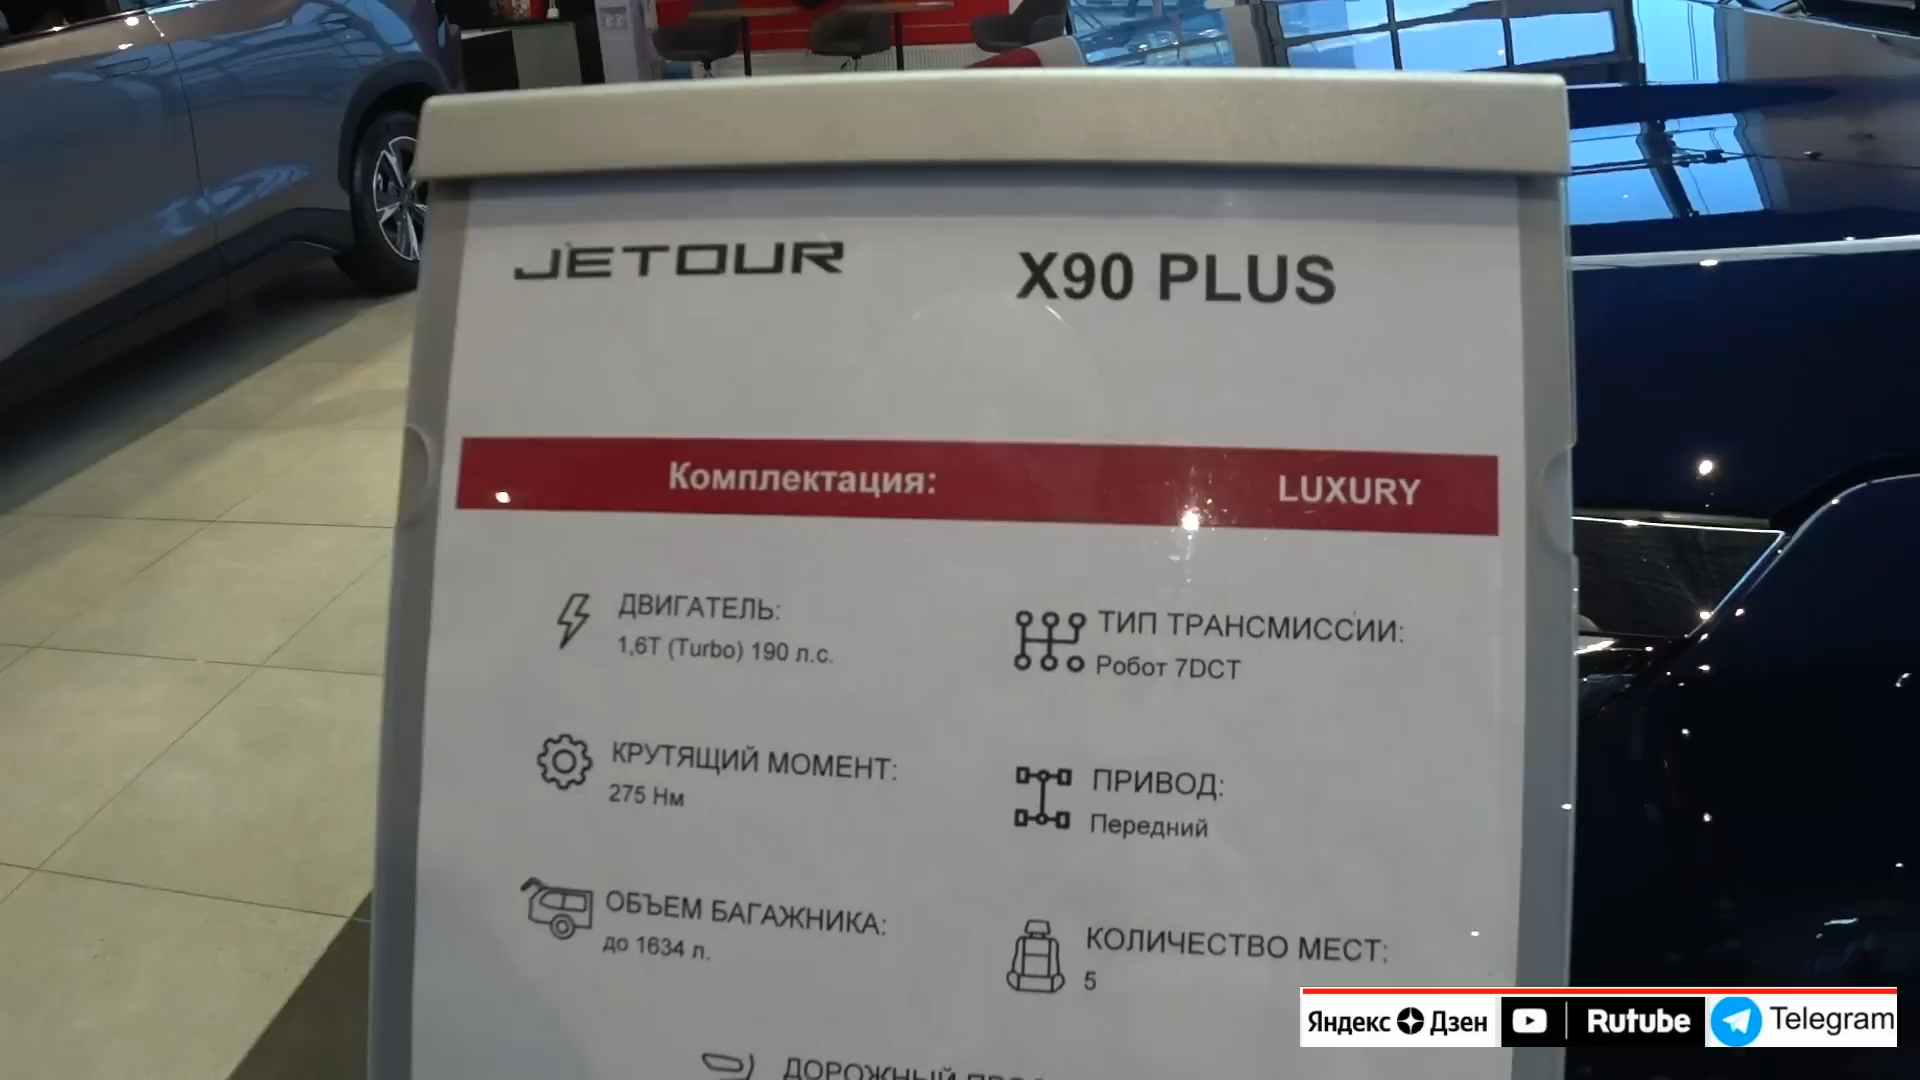 JETOUR
X90 PLUS
Комплектация:
LUXURY
ДВИГАТЕЛЬ:
1,6T (Turbo) 190 л.с.
ТИП ТРАНСМИССИИ:
Робот 7DCT
КРУТЯЩИЙ МОМЕНТ:
275 Нм
ПРИВОД:
Передний
ОБЪЕМ БАГАЖНИКА:
до 1634 л.
КОЛИЧЕСТВО МЕСТ:
5
ДОРОЖНЫЙ
Яндекс Дзен
Rutube
Telegram